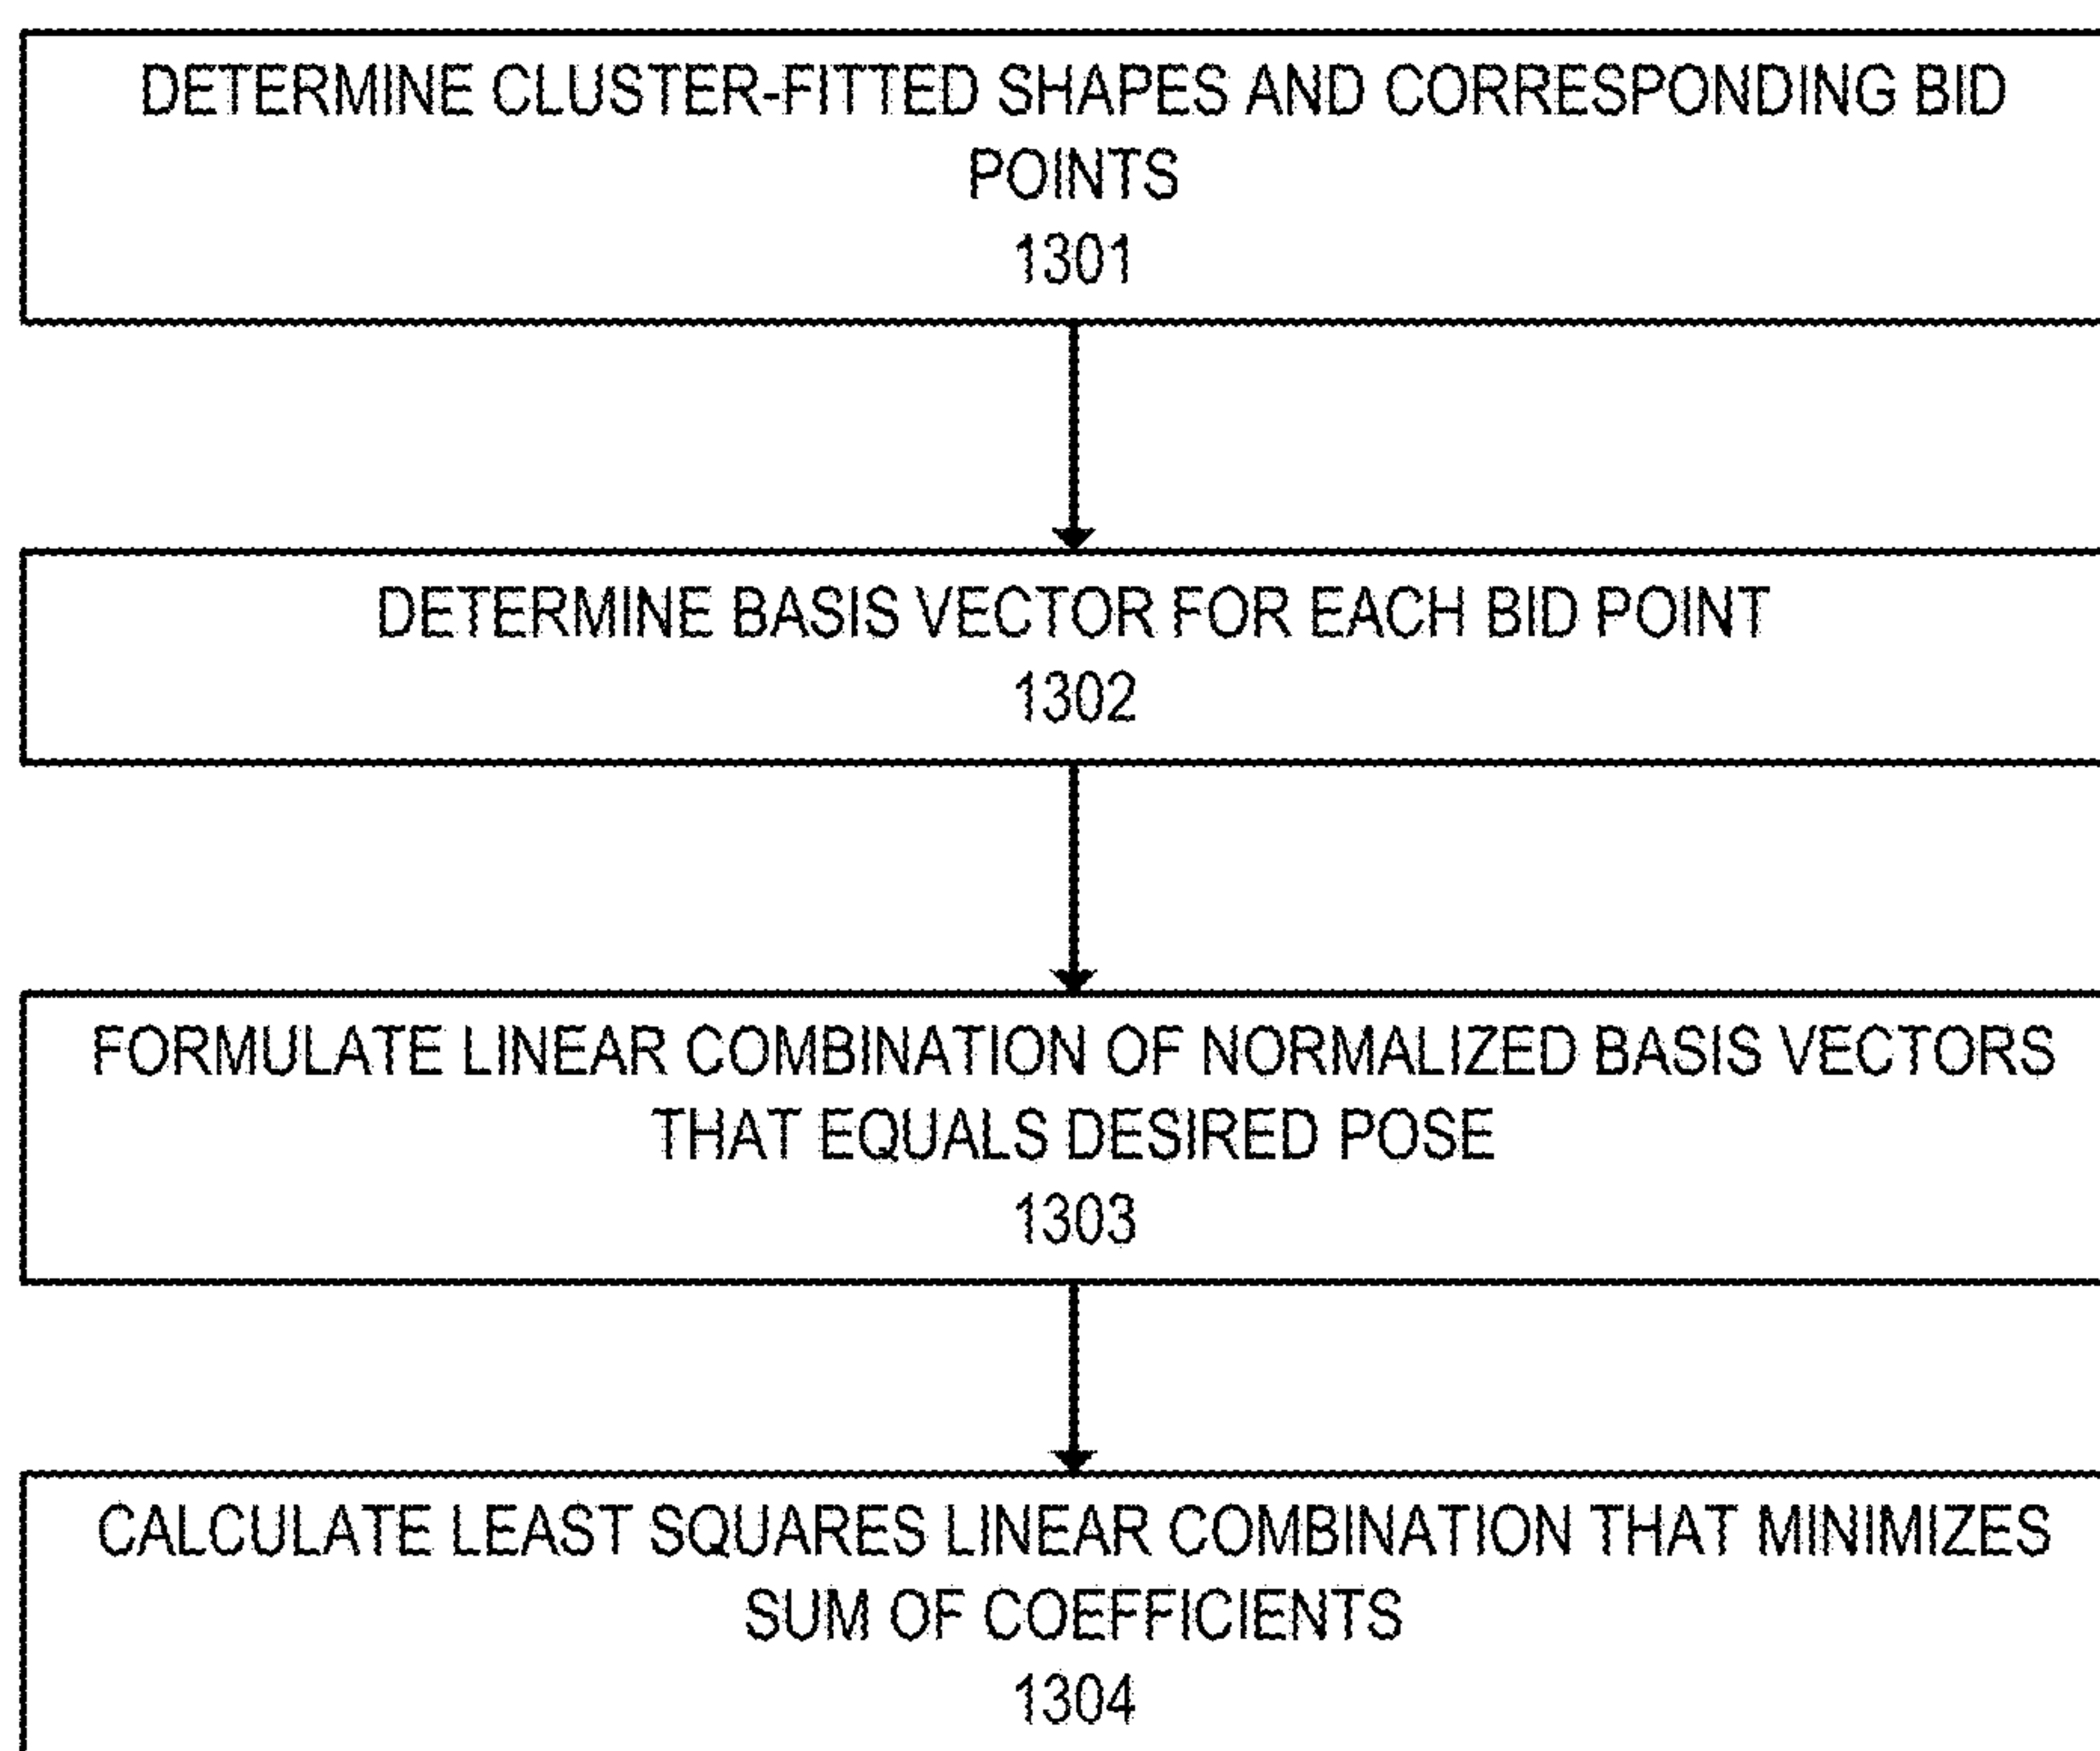 DETERMINE CLUSTER-FITTED SHAPES AND CORRESPONDING BID
POINTS
1301
DETERMINE BASIS VECTOR FOR EACH BID POINT
1302
FORMULATE LINEAR COMBINATION OF NORMALIZED BASIS VECTORS
THAT EQUALS DESIRED POSE
1303
CALCULATE LEAST SQUARES LINEAR COMBINATION THAT MINIMIZES
SUM OF COEFFICIENTS
1304